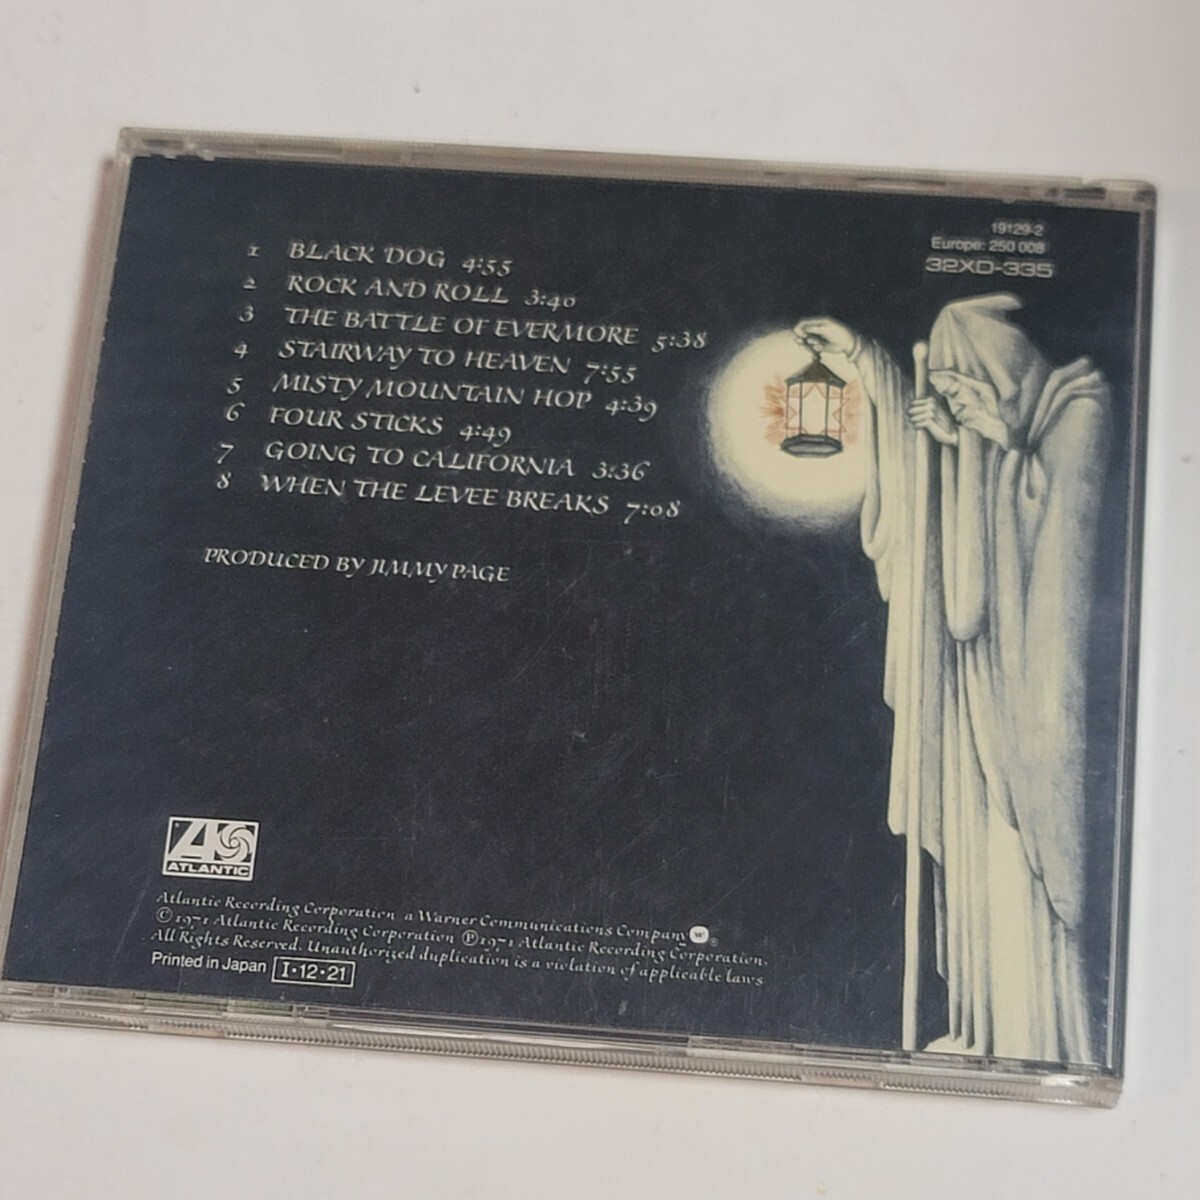 19129-2
Europe: 250 008
32XD-335
1 BLACK DOG 4:55
2 ROCK AND ROLL 3:40
3 THE BATTLE OF EVERMORE 5:38
4 STAIRWAY TO HEAVEN 7:55
5 MISTY MOUNTAIN HOP 4:39
6 FOUR STICKS 4:49
7 GOING TO CALIFORNIA 3:36
8 WHEN THE LEVEE BREAKS 7:08
PRODUCED BY JIMMY PAGE
ATLANTIC
Atlantic Recording Corporation a Warner Communications Company W ®
© 1971 Atlantic Recording Corporation ℗ 1971 Atlantic Recording Corporation.
All Rights Reserved. Unauthorized duplication is a violation of applicable laws
Printed in Japan I·12·21